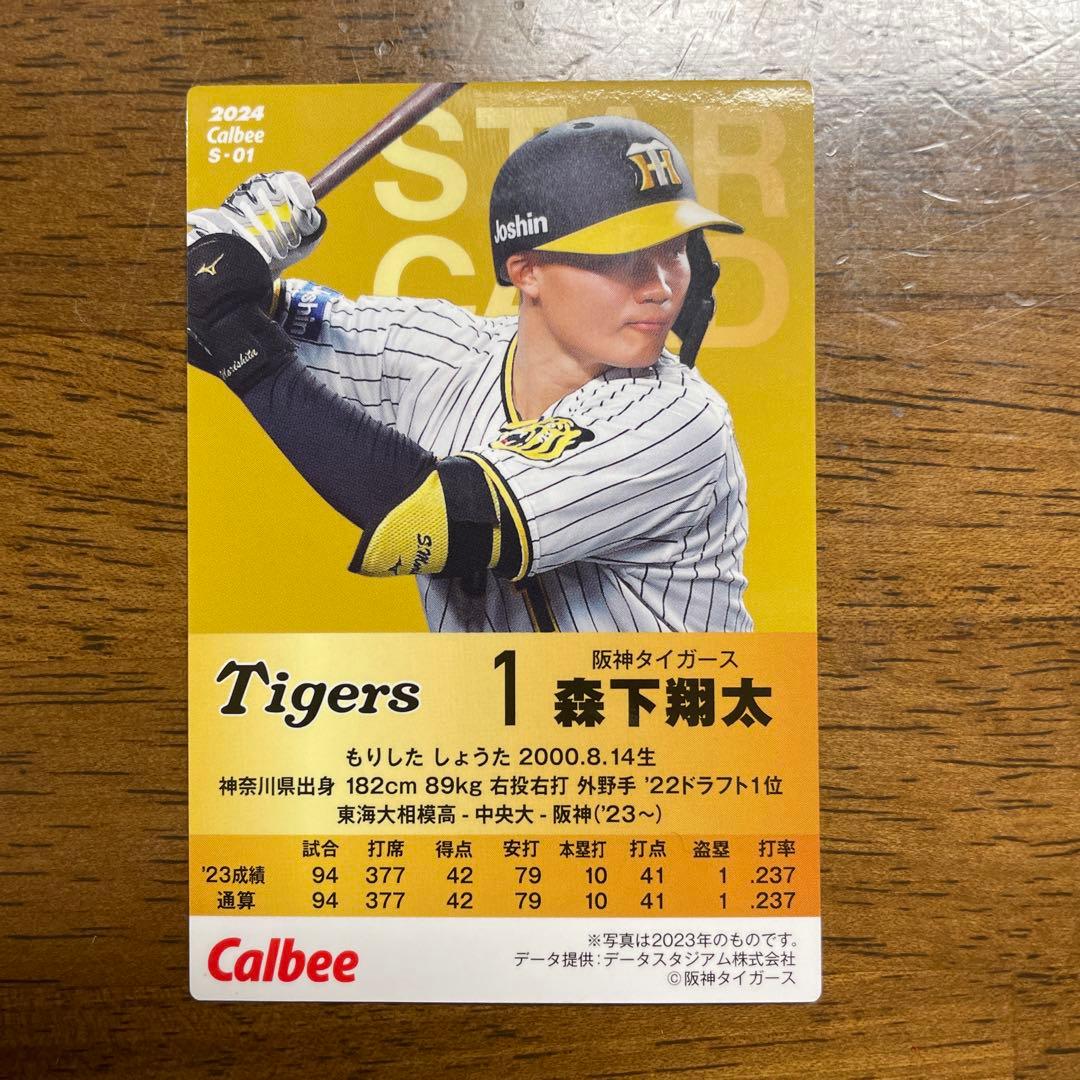 2024
Calbee
S-01
STAR
CARD
Joshin
shin
Morishita
Tigers
1
阪神タイガース
森下翔太
もりした しょうた 2000.8.14生
神奈川県出身 182cm 89kg 右投右打 外野手 '22ドラフト1位
東海大相模高 - 中央大 - 阪神('23〜)
試合 打席 得点 安打 本塁打 打点 盗塁 打率
'23成績 94 377 42 79 10 41 1 .237
通算 94 377 42 79 10 41 1 .237
Calbee
※写真は2023年のものです。
データ提供：データスタジアム株式会社
©阪神タイガース